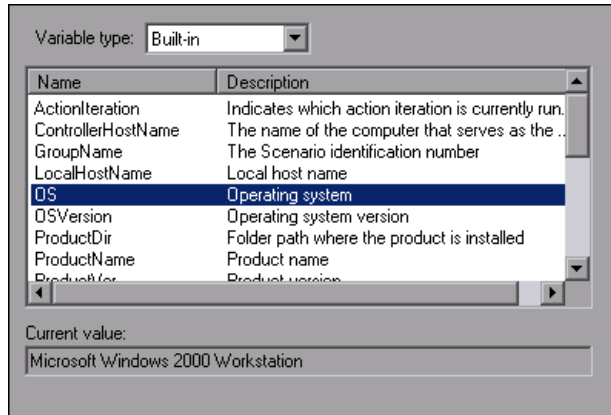 Variable type: Built-in
Name Description
ActionIteration Indicates which action iteration is currently run.
ControllerHostName The name of the computer that serves as the ..
GroupName The Scenario identification number
LocalHostName Local host name
OS Operating system
OSVersion Operating system version
ProductDir Folder path where the product is installed
ProductName Product name
ProductVer Product version
Current value:
Microsoft Windows 2000 Workstation